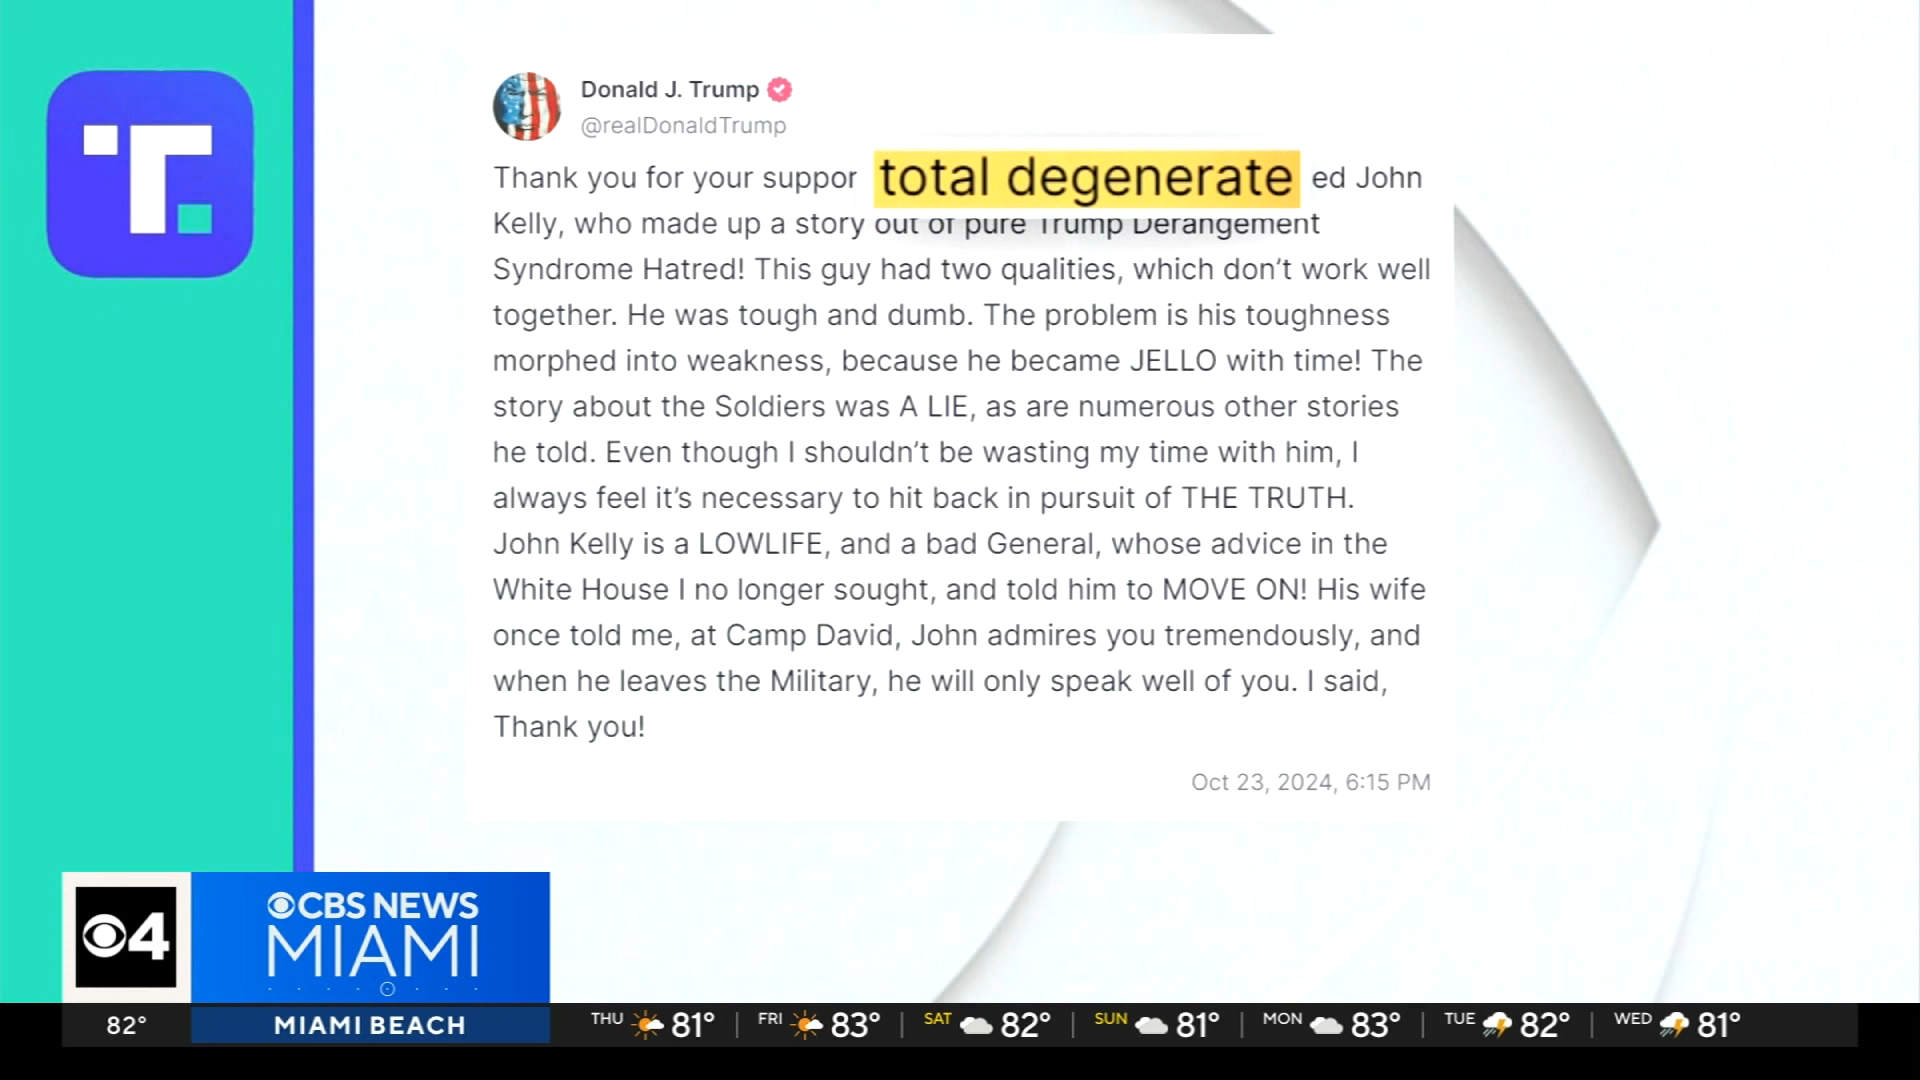 T.
Donald J. Trump
@realDonaldTrump
Thank you for your suppor total degenerate ed John
Kelly, who made up a story out of pure Trump Derangement
Syndrome Hatred! This guy had two qualities, which don’t work well
together. He was tough and dumb. The problem is his toughness
morphed into weakness, because he became JELLO with time! The
story about the Soldiers was A LIE, as are numerous other stories
he told. Even though I shouldn’t be wasting my time with him, I
always feel it’s necessary to hit back in pursuit of THE TRUTH.
John Kelly is a LOWLIFE, and a bad General, whose advice in the
White House I no longer sought, and told him to MOVE ON! His wife
once told me, at Camp David, John admires you tremendously, and
when he leaves the Military, he will only speak well of you. I said,
Thank you!
Oct 23, 2024, 6:15 PM
4
CBS NEWS
MIAMI
82° MIAMI BEACH THU 81° | FRI 83° | SAT 82° | SUN 81° | MON 83° | TUE 82° | WED 81°